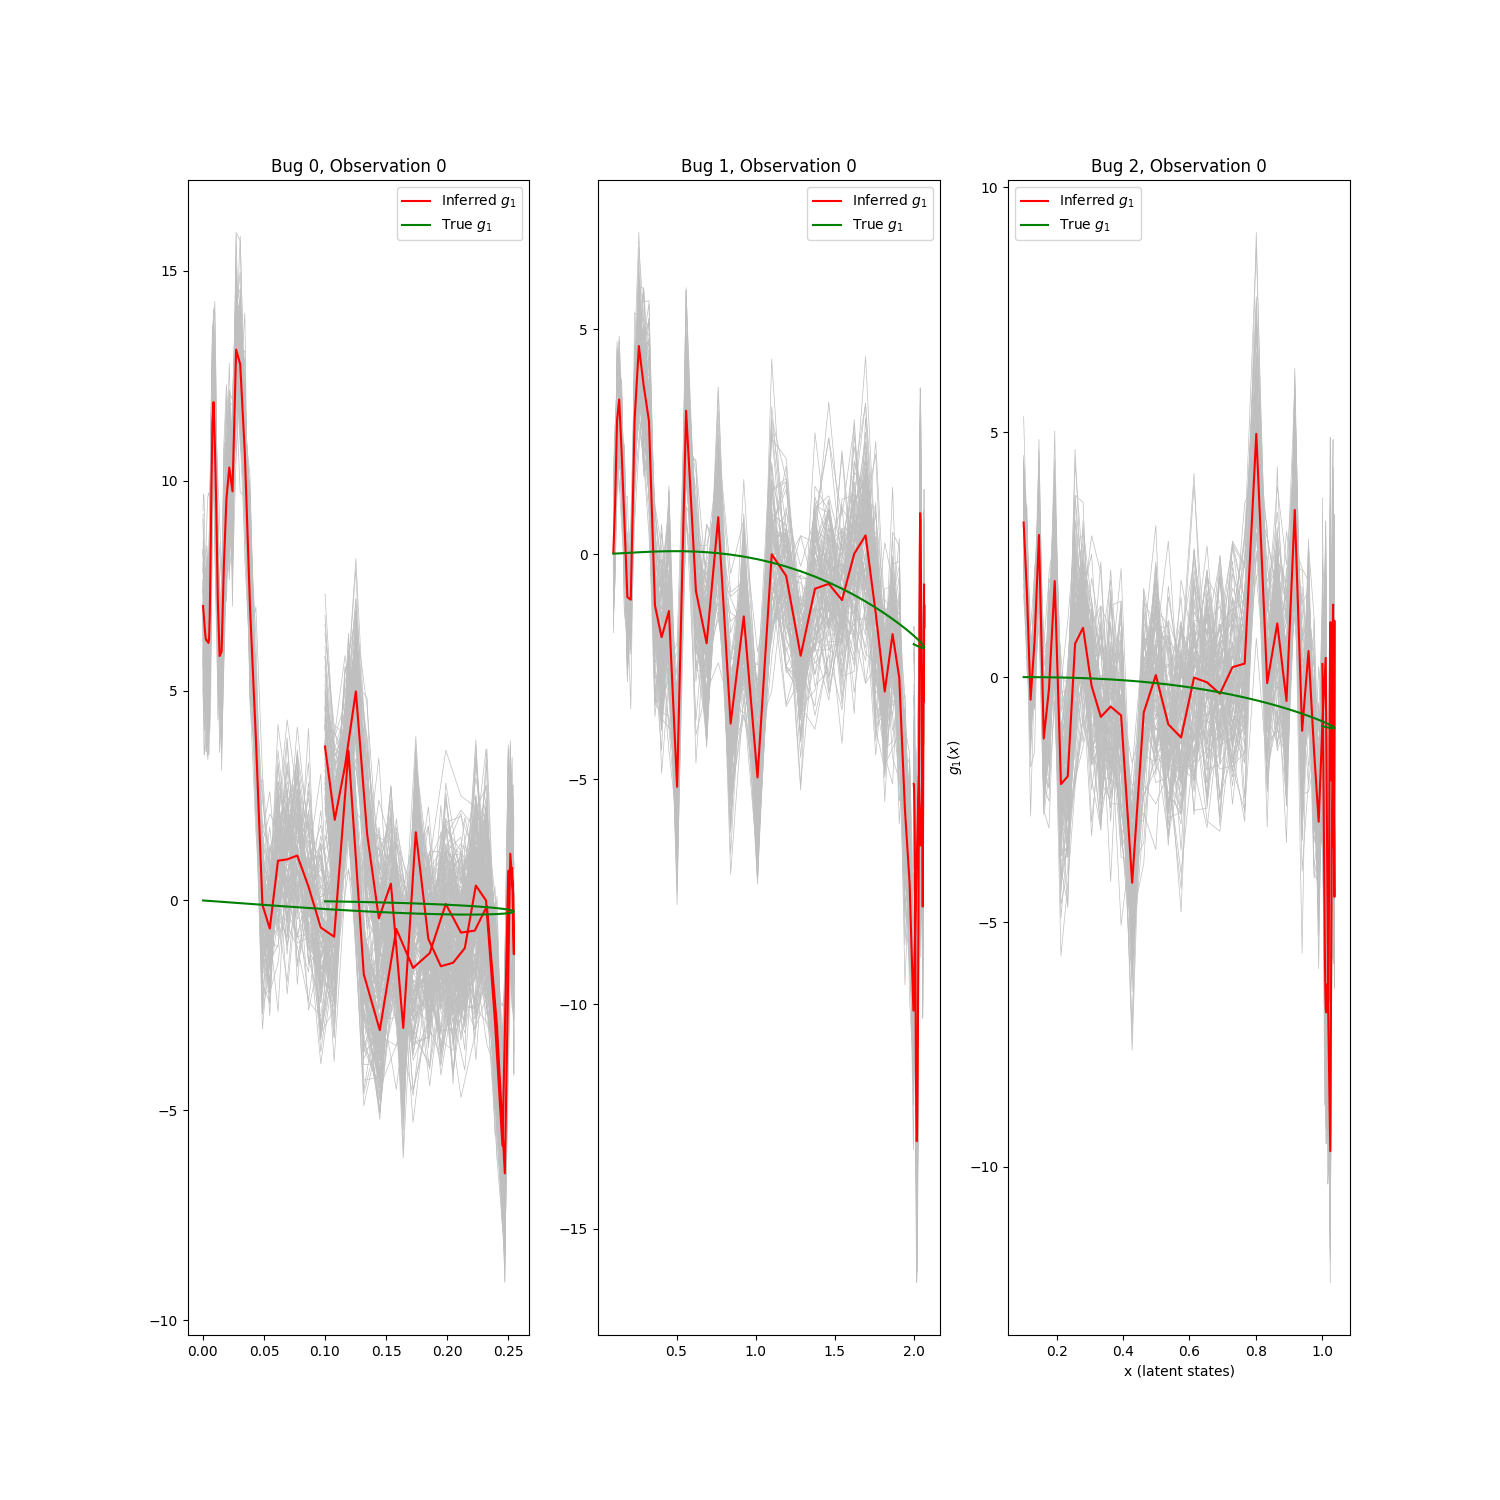 Bug 0, Observation 0
Inferred g₁
True g₁
15
10
5
0
−5
−10
0.00 0.05 0.10 0.15 0.20 0.25
Bug 1, Observation 0
Inferred g₁
True g₁
5
0
−5
−10
−15
0.5 1.0 1.5 2.0
Bug 2, Observation 0
Inferred g₁
True g₁
g₁(x)
10
5
0
−5
−10
0.2 0.4 0.6 0.8 1.0
x (latent states)